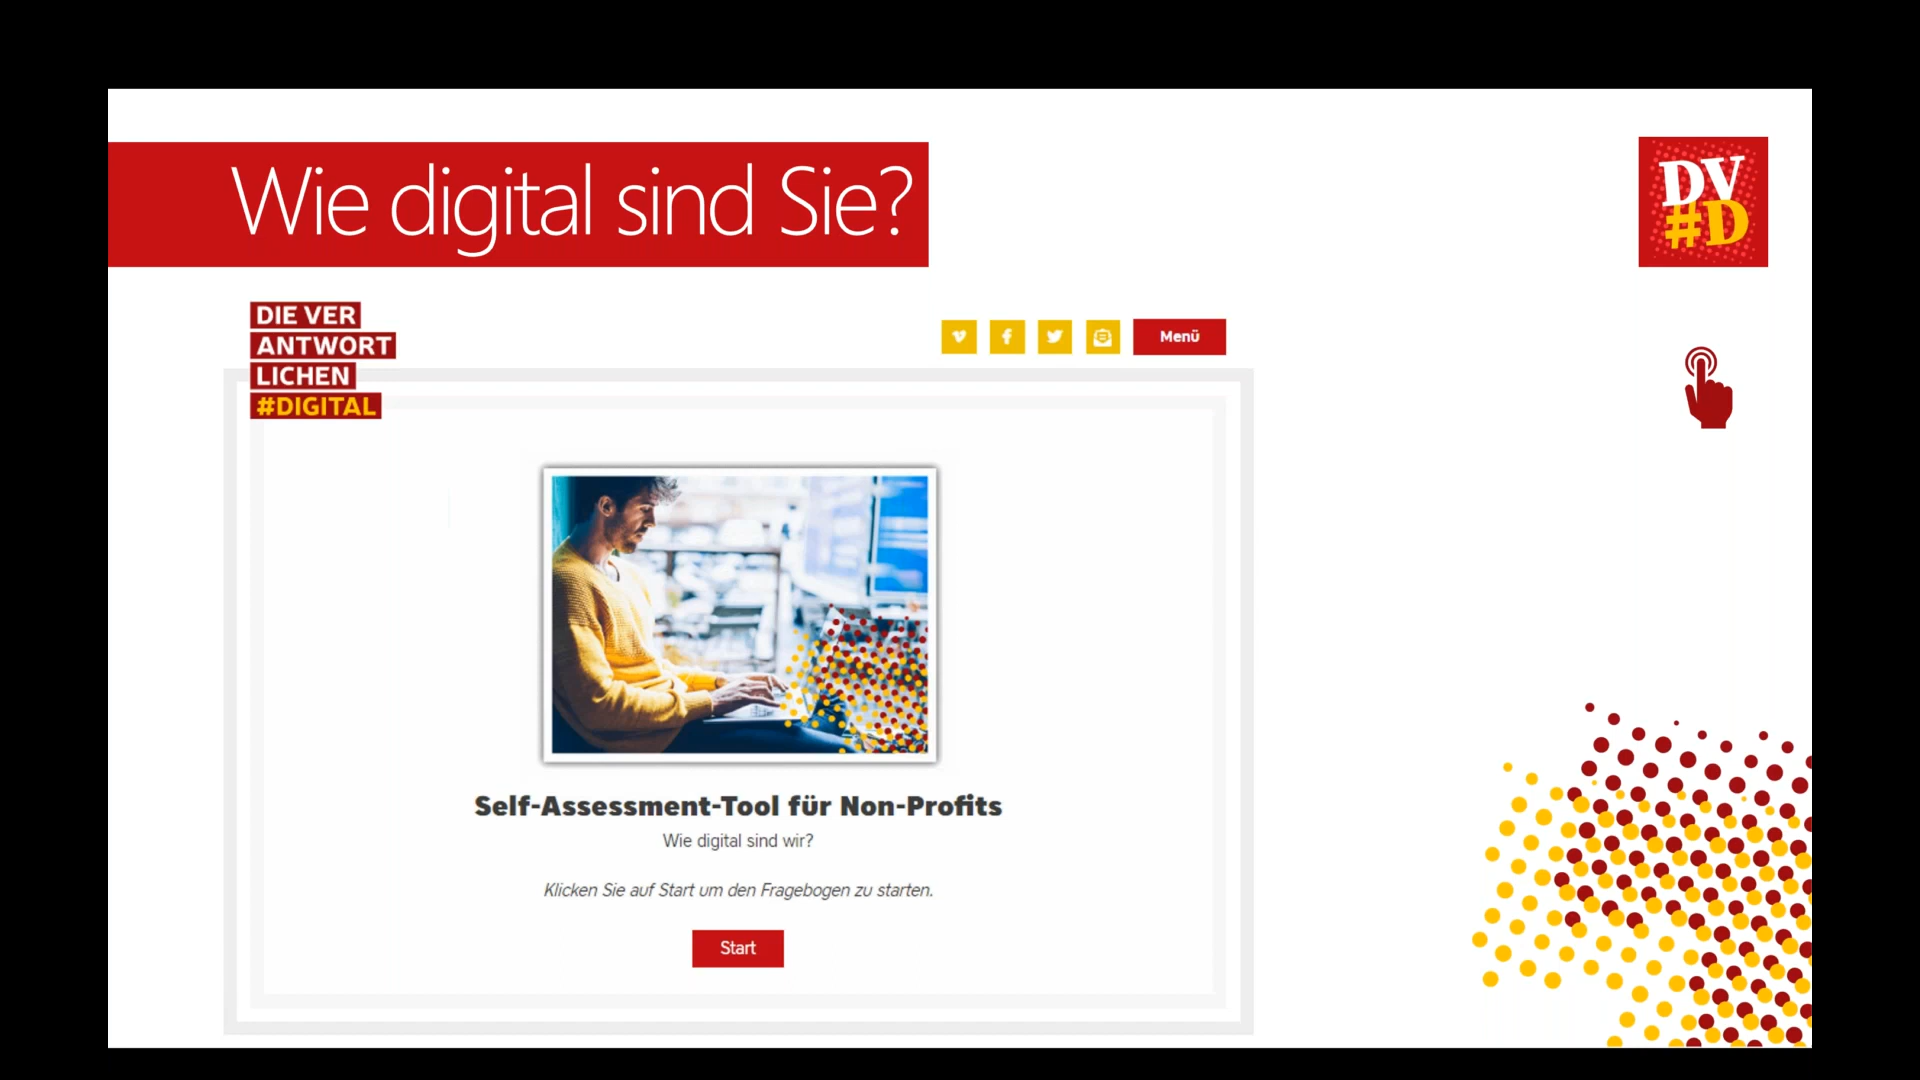 Wie digital sind Sie?
DV
#D
DIE VER
ANTWORT
LICHEN
#DIGITAL
Menü
Self-Assessment-Tool für Non-Profits
Wie digital sind wir?
Klicken Sie auf Start um den Fragebogen zu starten.
Start